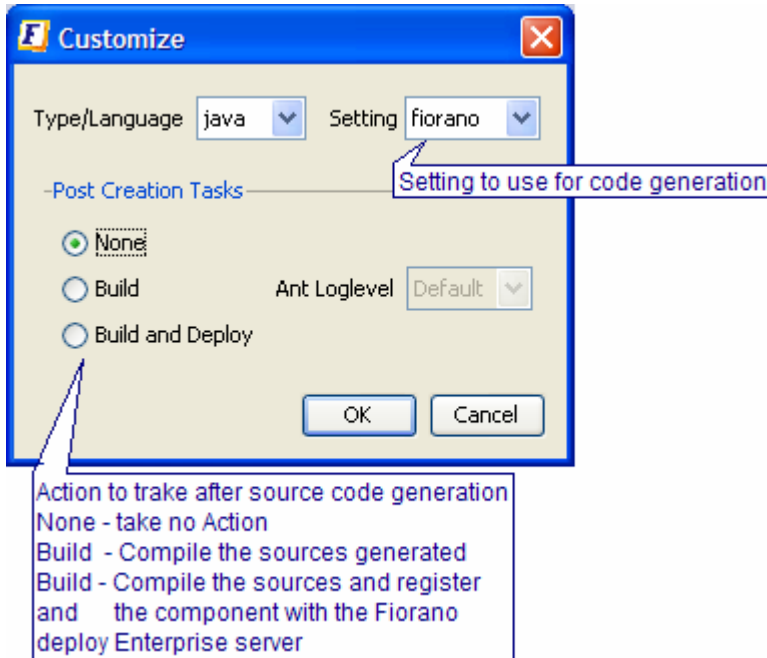 F Customize
Type/Language java Setting fiorano
Setting to use for code generation
Post Creation Tasks
None
Build Ant Loglevel Default
Build and Deploy
OK Cancel
Action to trake after source code generation
None - take no Action
Build - Compile the sources generated
Build - Compile the sources and register
and the component with the Fiorano
deploy Enterprise server